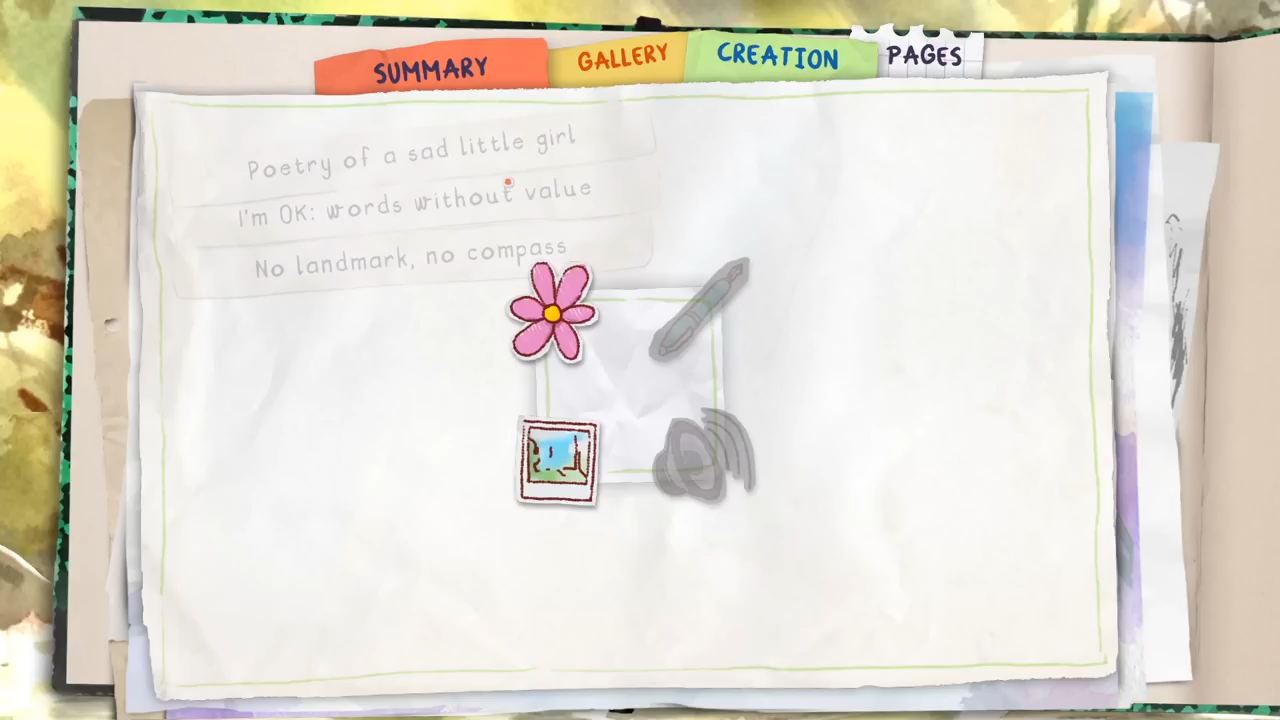 SUMMARY
GALLERY
CREATION
PAGES
Poetry of a sad little girl
I'm OK: words without value
No landmark, no compass